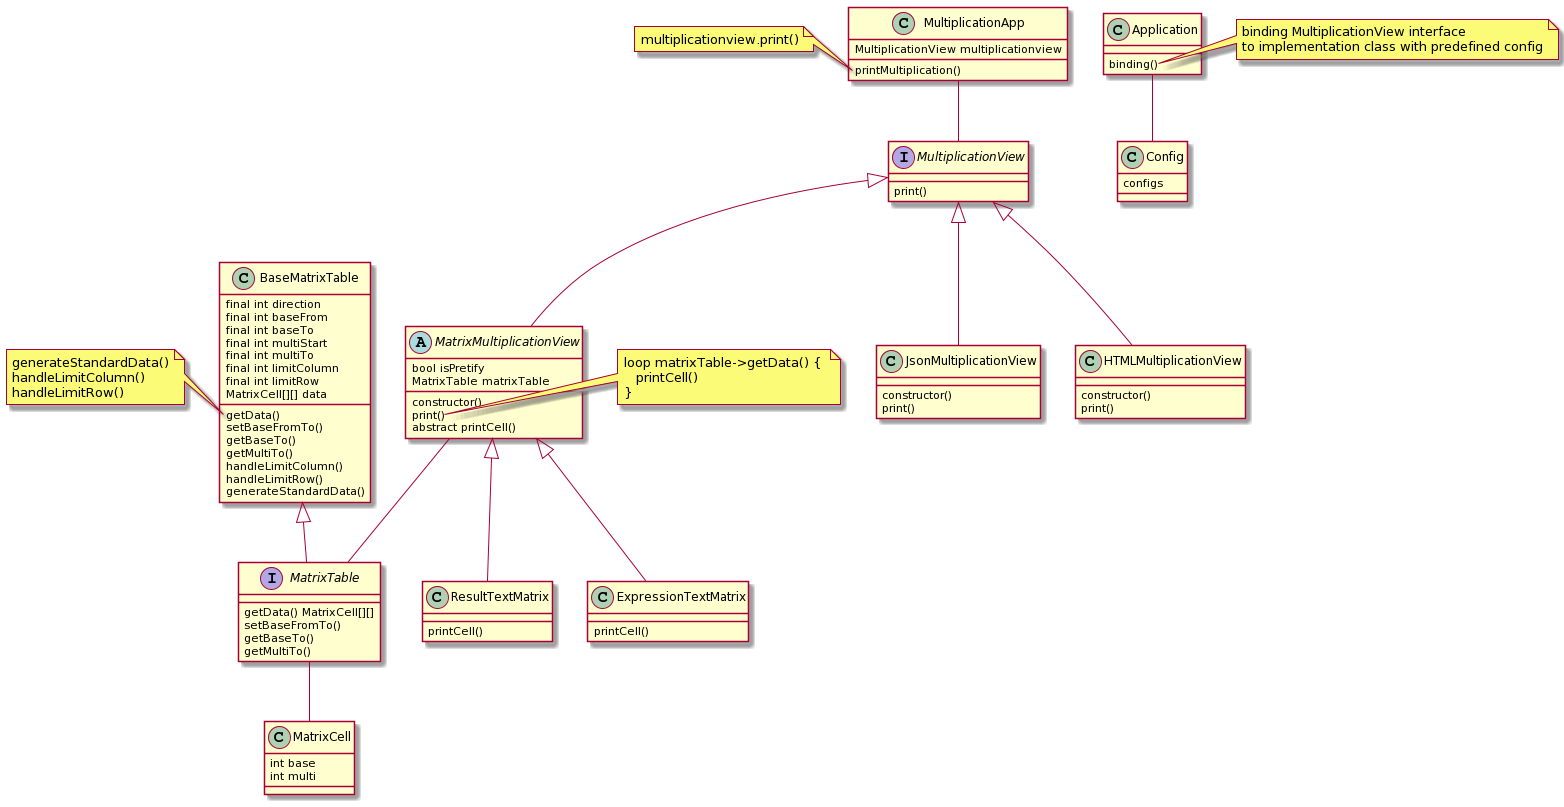 multiplicationview.print()
C MultiplicationApp
MultiplicationView multiplicationview
printMultiplication()
C Application
binding()
binding MultiplicationView interface
to implementation class with predefined config
I MultiplicationView
print()
C Config
configs
C BaseMatrixTable
final int direction
final int baseFrom
final int baseTo
final int multiStart
final int multiTo
final int limitColumn
final int limitRow
MatrixCell[][] data
getData()
setBaseFromTo()
getBaseTo()
getMultiTo()
handleLimitColumn()
handleLimitRow()
generateStandardData()
generateStandardData()
handleLimitColumn()
handleLimitRow()
A MatrixMultiplicationView
bool isPretify
MatrixTable matrixTable
constructor()
print()
abstract printCell()
loop matrixTable->getData() {
printCell()
}
C JsonMultiplicationView
constructor()
print()
C HTMLMultiplicationView
constructor()
print()
I MatrixTable
getData() MatrixCell[][]
setBaseFromTo()
getBaseTo()
getMultiTo()
C ResultTextMatrix
printCell()
C ExpressionTextMatrix
printCell()
C MatrixCell
int base
int multi